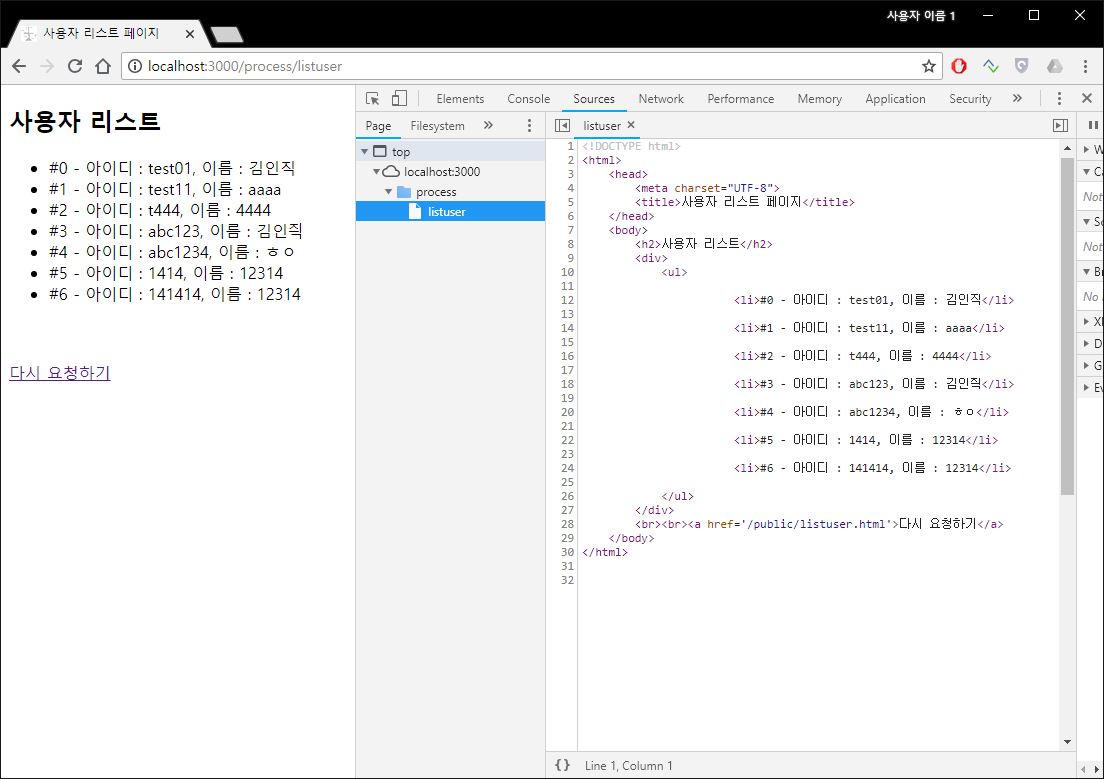 사용자 이름 1
사용자 리스트 페이지
localhost:3000/process/listuser
사용자 리스트
#0 - 아이디 : test01, 이름 : 김인직
#1 - 아이디 : test11, 이름 : aaaa
#2 - 아이디 : t444, 이름 : 4444
#3 - 아이디 : abc123, 이름 : 김인직
#4 - 아이디 : abc1234, 이름 : ㅎㅇ
#5 - 아이디 : 1414, 이름 : 12314
#6 - 아이디 : 141414, 이름 : 12314
다시 요청하기
Elements Console Sources Network Performance Memory Application Security »
Page Filesystem »
top
localhost:3000
process
listuser
listuser
1 <!DOCTYPE html>
2 <html>
3 <head>
4 <meta charset="UTF-8">
5 <title>사용자 리스트 페이지</title>
6 </head>
7 <body>
8 <h2>사용자 리스트</h2>
9 <div>
10 <ul>
11
12 <li>#0 - 아이디 : test01, 이름 : 김인직</li>
13
14 <li>#1 - 아이디 : test11, 이름 : aaaa</li>
15
16 <li>#2 - 아이디 : t444, 이름 : 4444</li>
17
18 <li>#3 - 아이디 : abc123, 이름 : 김인직</li>
19
20 <li>#4 - 아이디 : abc1234, 이름 : ㅎㅇ</li>
21
22 <li>#5 - 아이디 : 1414, 이름 : 12314</li>
23
24 <li>#6 - 아이디 : 141414, 이름 : 12314</li>
25
26 </ul>
27 </div>
28 <br><br><a href='/public/listuser.html'>다시 요청하기</a>
29 </body>
30 </html>
31
32
{ } Line 1, Column 1
W
Ca
Not
Sc
Not
Br
No
XI
D
G
Ev